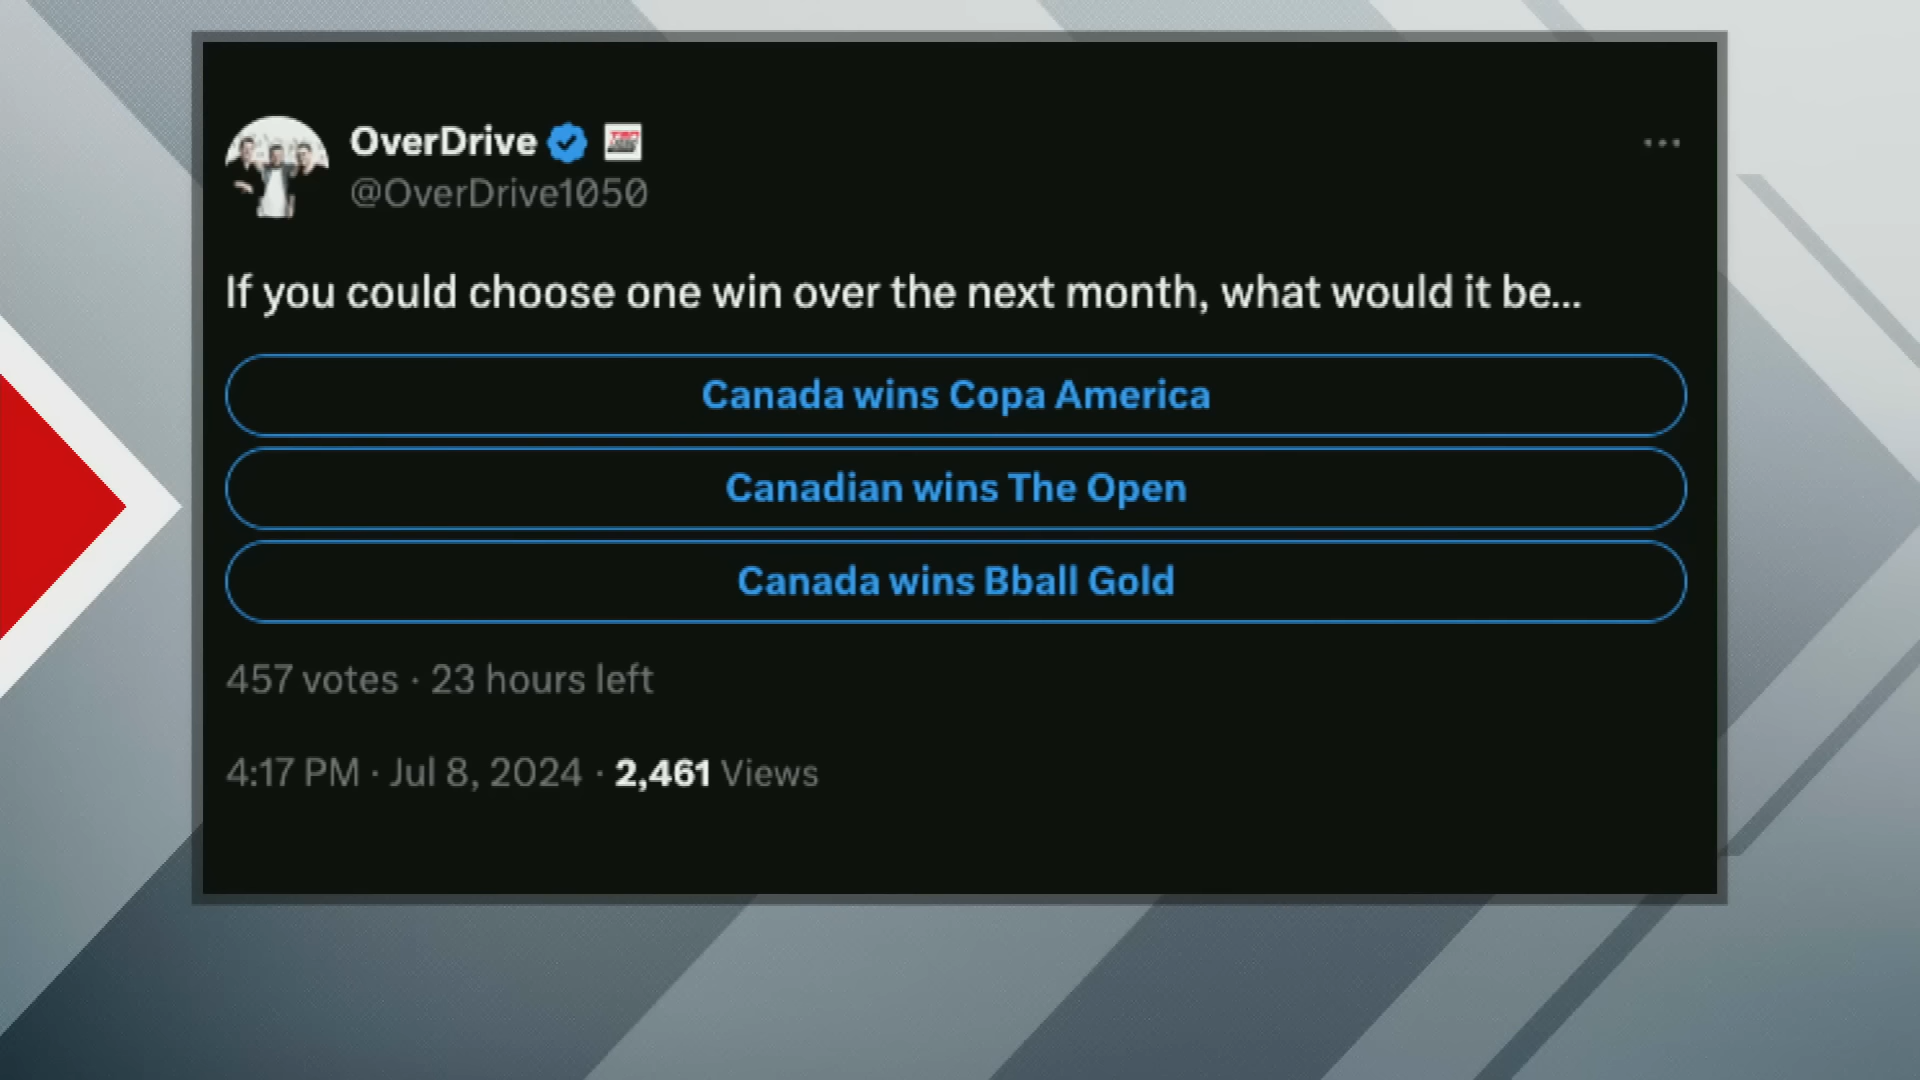 OverDrive
@OverDrive1050
If you could choose one win over the next month, what would it be...
Canada wins Copa America
Canadian wins The Open
Canada wins Bball Gold
457 votes · 23 hours left
4:17 PM · Jul 8, 2024 · 2,461 Views